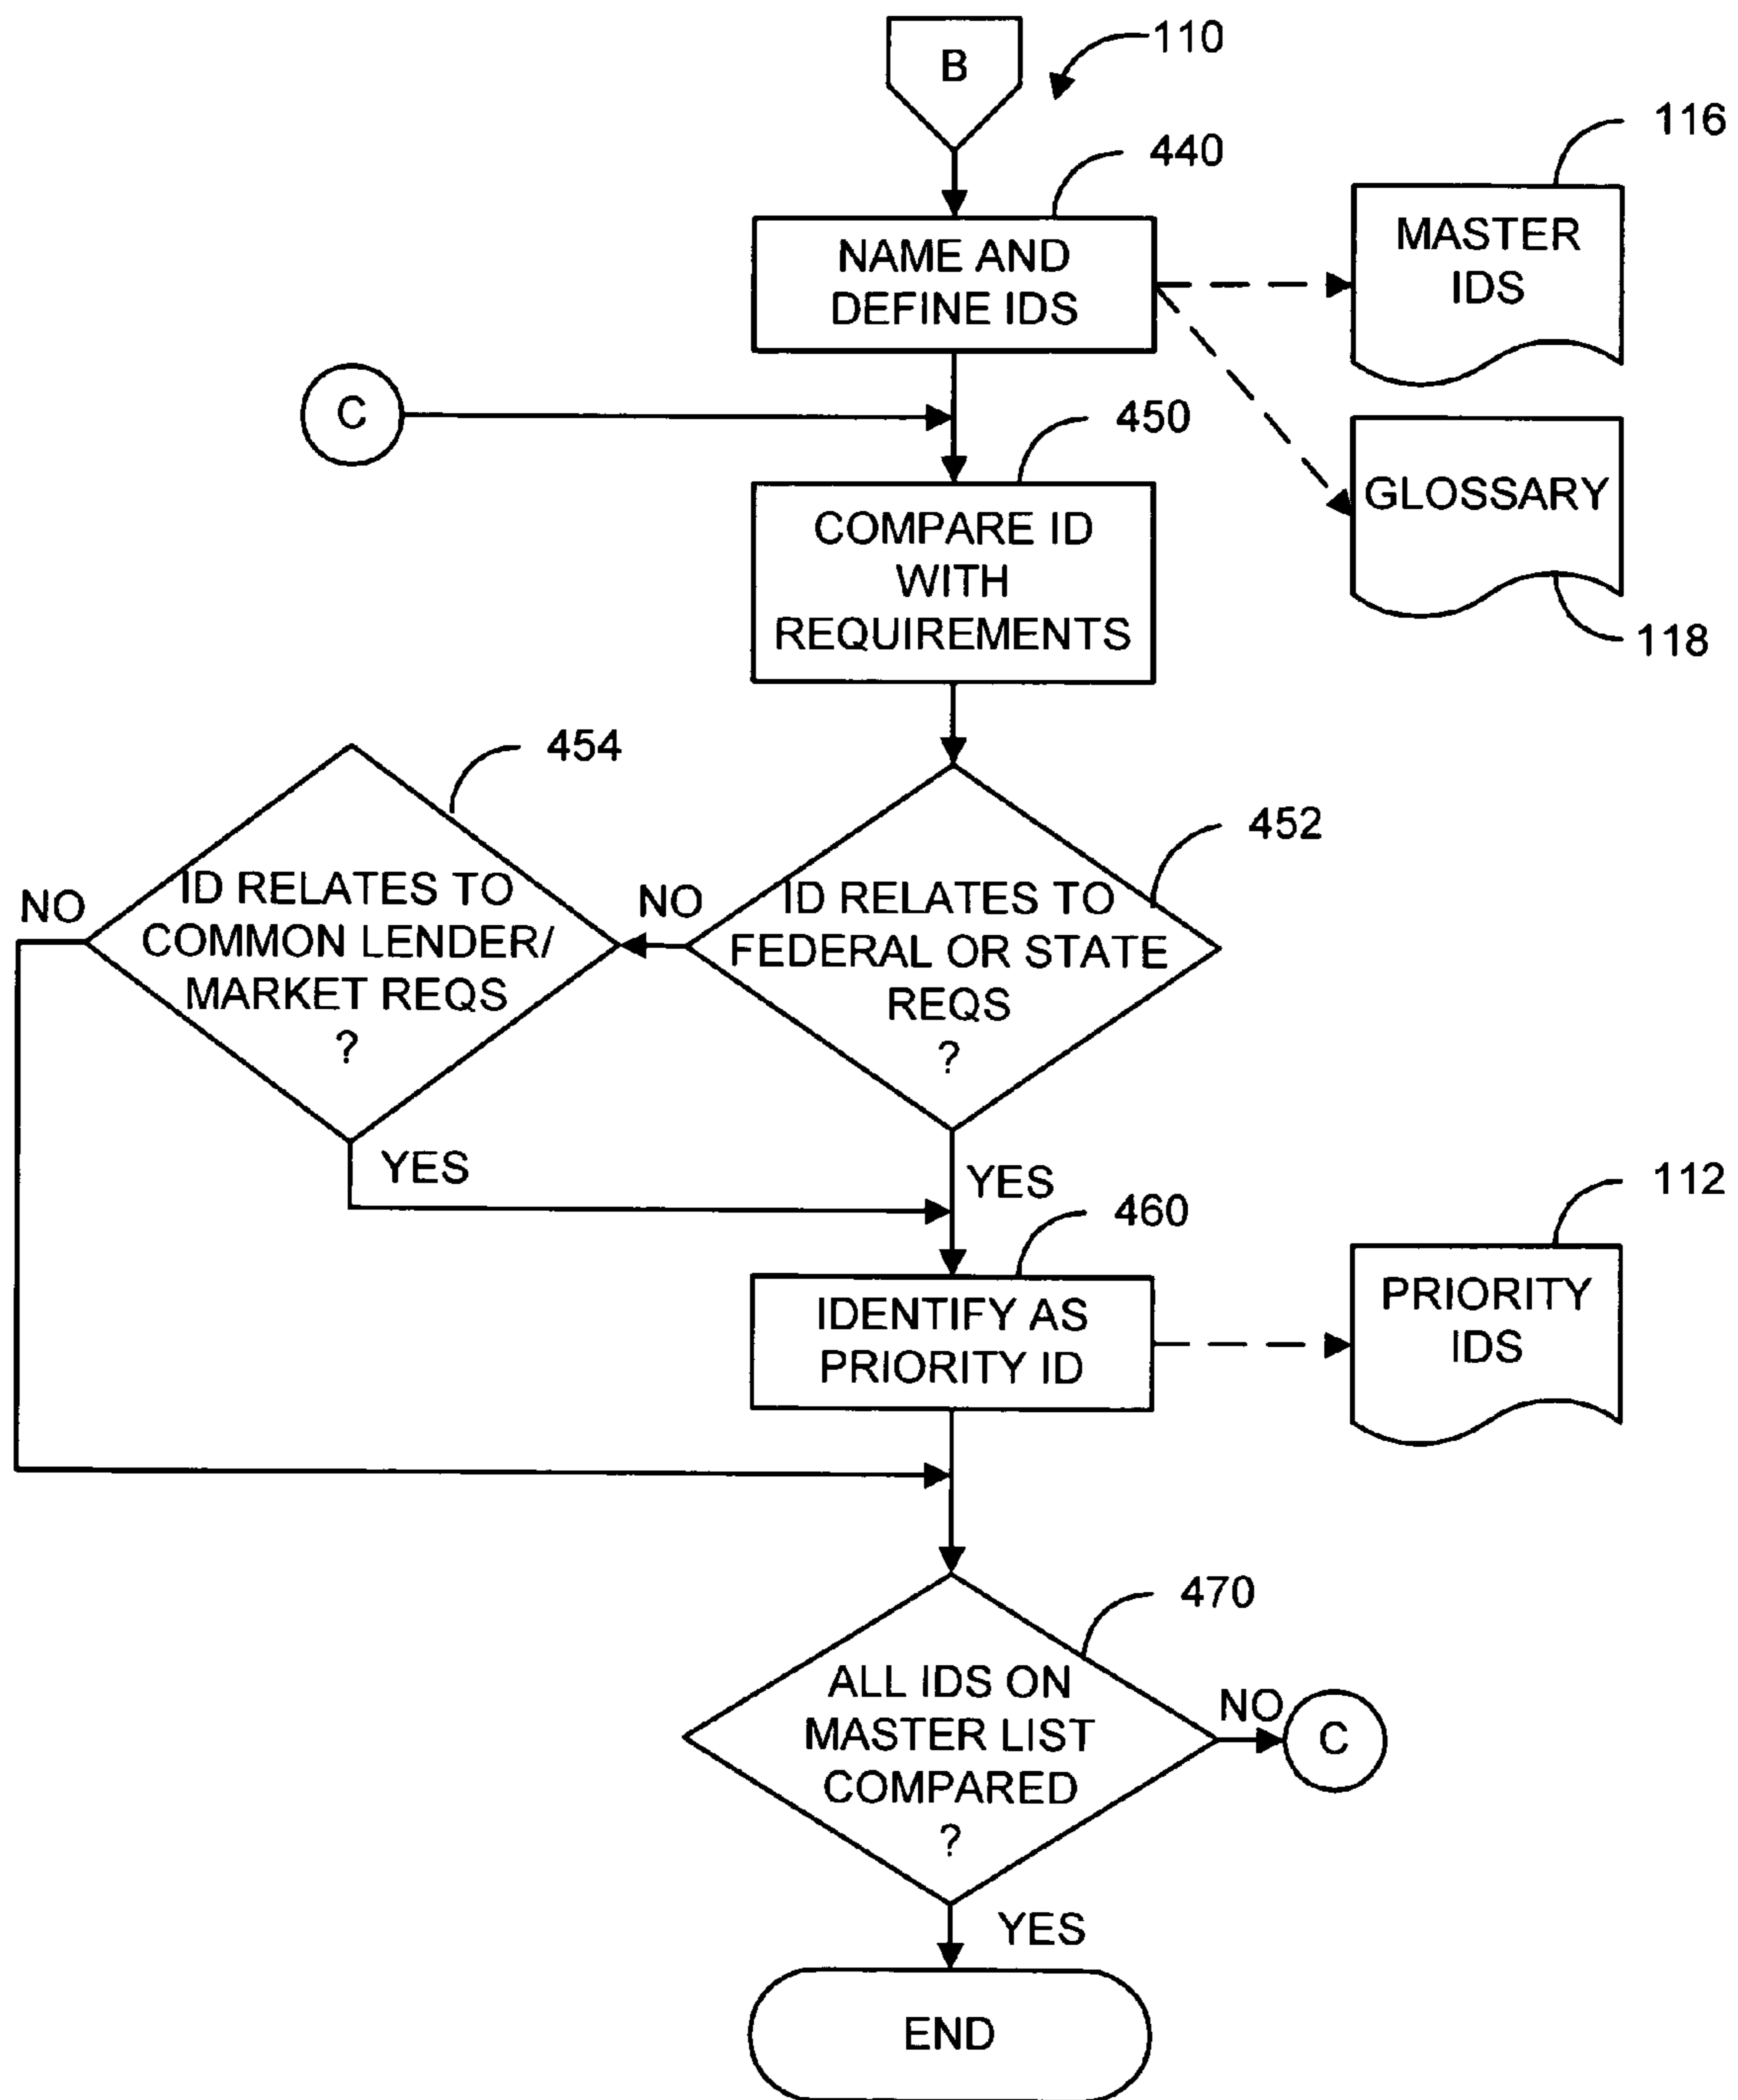 B
110
440
116
NAME AND
DEFINE IDS
MASTER
IDS
C
450
GLOSSARY
118
COMPARE ID
WITH
REQUIREMENTS
454
452
NO
ID RELATES TO
COMMON LENDER/
MARKET REQS
?
NO
ID RELATES TO
FEDERAL OR STATE
REQS
?
YES
YES
460
112
IDENTIFY AS
PRIORITY ID
PRIORITY
IDS
470
ALL IDS ON
MASTER LIST
COMPARED
?
NO
C
YES
END